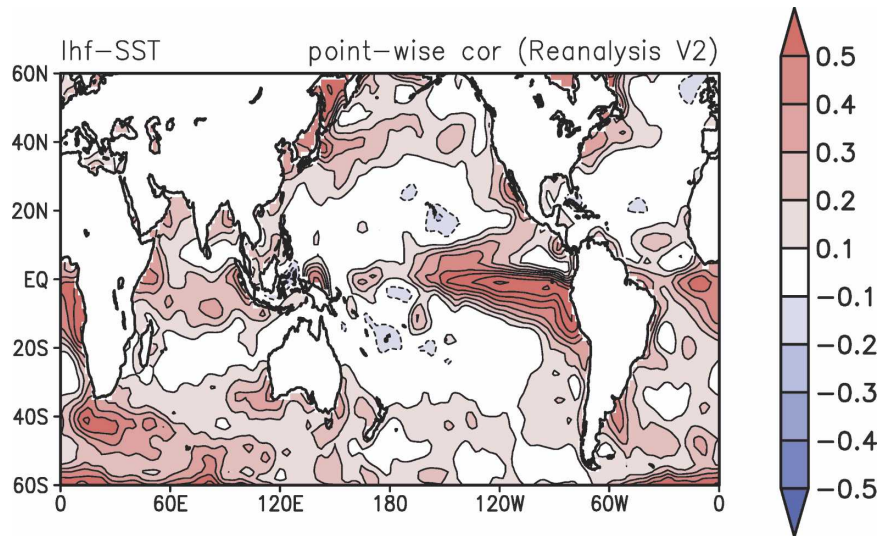 lhf-SST point-wise cor (Reanalysis V2)
60N
40N
20N
EQ
20S
40S
60S
0 60E 120E 180 120W 60W 0
0.5
0.4
0.3
0.2
0.1
-0.1
-0.2
-0.3
-0.4
-0.5